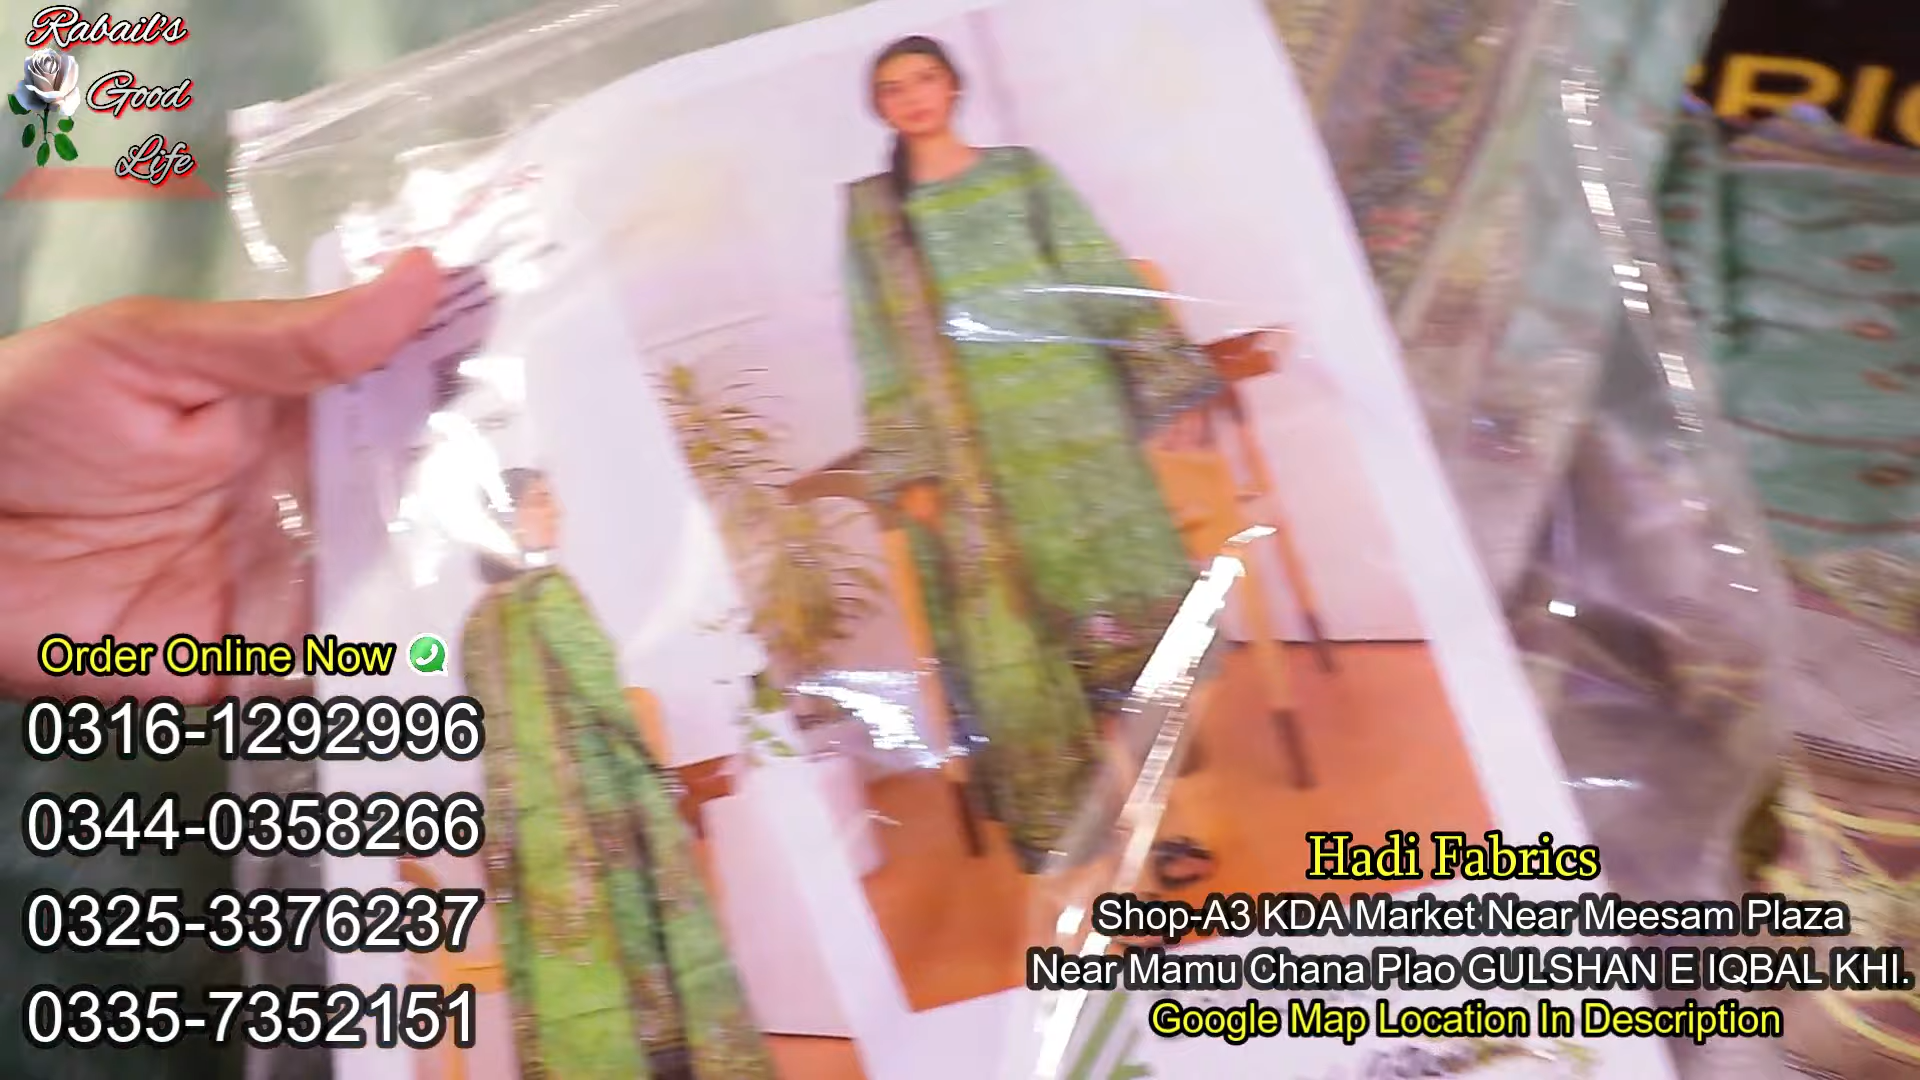 Rabail's
Good
Life
RIC
Order Online Now
0316-1292996
0344-0358266
0325-3376237
0335-7352151
Hadi Fabrics
Shop-A3 KDA Market Near Meesam Plaza
Near Mamu Chana Plao GULSHAN E IQBAL KHI.
Google Map Location In Description